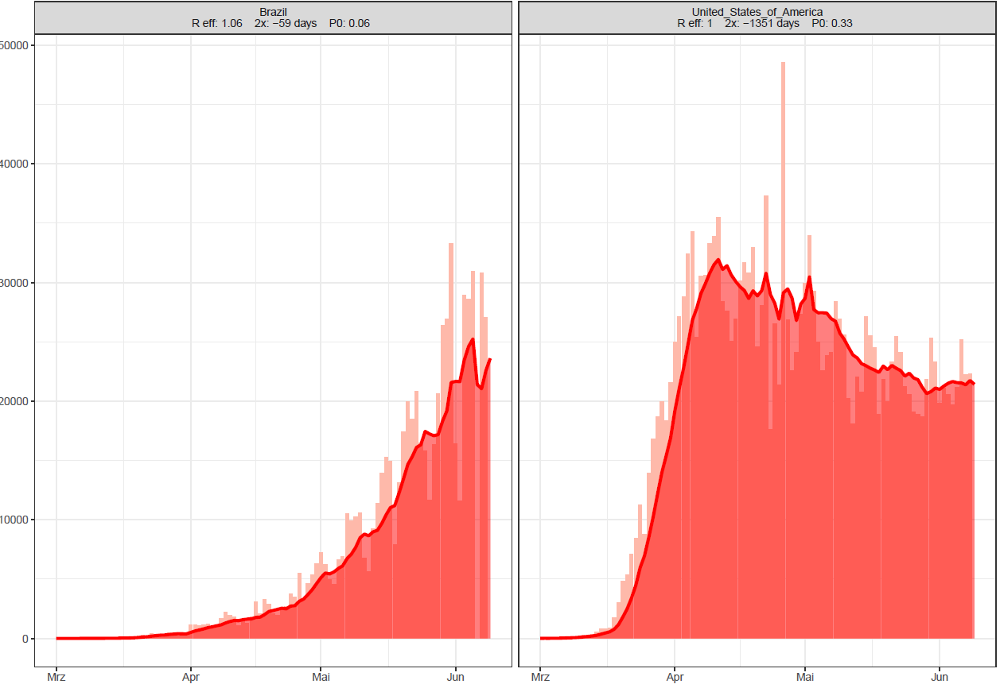 Brazil
R eff: 1.06 2x: −59 days P0: 0.06
United_States_of_America
R eff: 1 2x: −1351 days P0: 0.33
50000
40000
30000
20000
10000
0
Mrz Apr Mai Jun
Mrz Apr Mai Jun